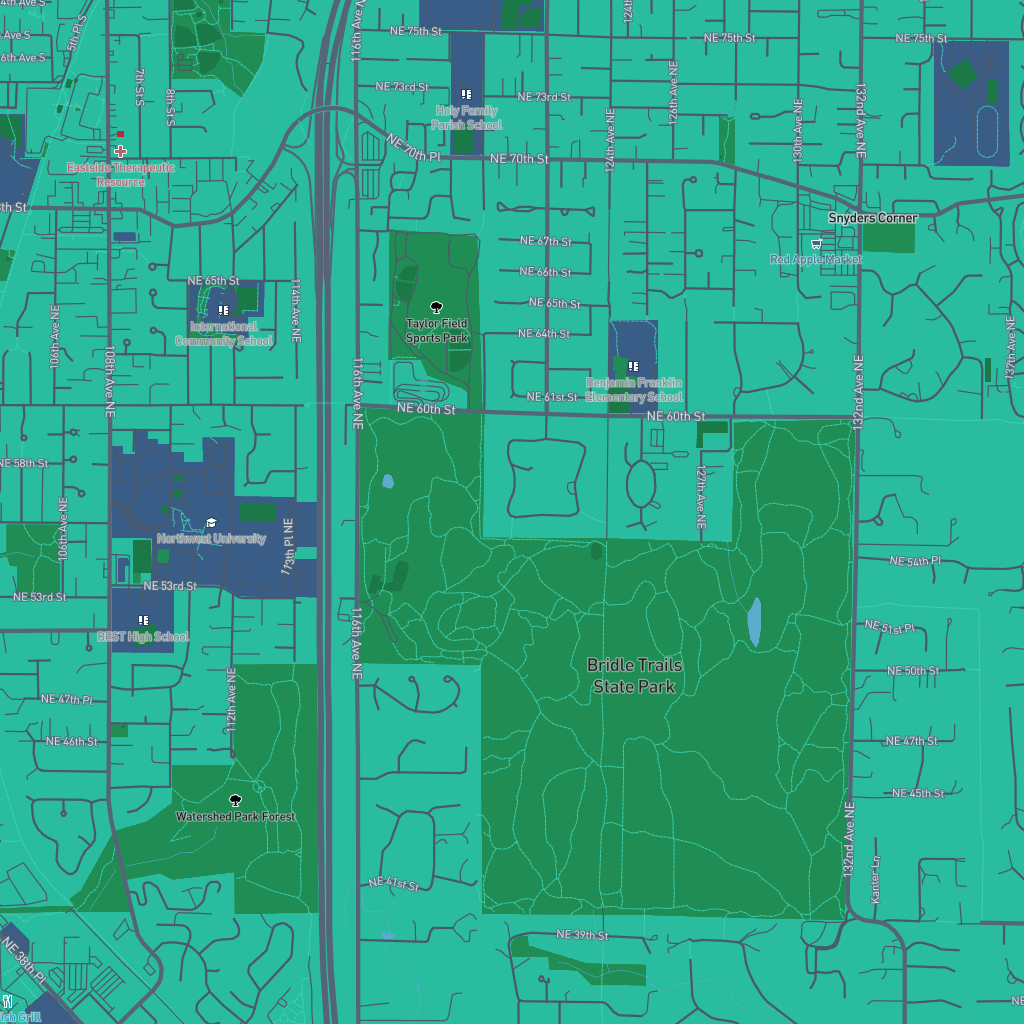 116th Ave NE
124th
NE 75th St
NE 75th St
NE 75th St
5th Pl S
6th Ave S
7th St S
8th St S
NE 73rd St
NE 73rd St
126th Ave NE
130th Ave NE
132nd Ave NE
124th Ave NE
Holy Family
Parish School
NE 70th Pl
NE 70th St
Eastside Therapeutic
Resource
Snyders Corner
Red Apple Market
NE 67th St
NE 66th St
NE 65th St
NE 65th St
NE 64th St
114th Ave NE
International
Community School
Taylor Field
Sports Park
106th Ave NE
108th Ave NE
116th Ave NE
132nd Ave NE
137th Ave NE
Benjamin Franklin
Elementary School
NE 61st St
NE 60th St
NE 60th St
NE 58th St
127th Ave NE
106th Ave NE
Northwest University
113th Pl NE
NE 54th Pl
NE 53rd St
NE 53rd St
BEST High School
116th Ave NE
NE 51st Pl
NE 50th St
Bridle Trails
State Park
112th Ave NE
NE 47th Pl
NE 46th St
NE 47th St
NE 45th St
Watershed Park Forest
132nd Ave NE
NE 41st St
Kanter Ln
NE 39th St
NE 38th Pl
ish Grill